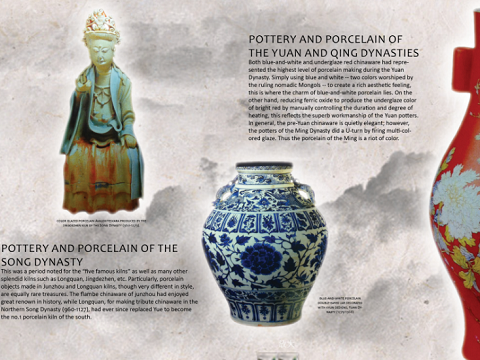 POTTERY AND PORCELAIN OF
THE YUAN AND QING DYNASTIES
Both blue-and-white and underglaze red chinaware had repre-
sented the highest level of porcelain making during the Yuan
Dynasty. Simply using blue and white -- two colors worshiped by
the ruling nomadic Mongols -- to create a rich aesthetic feeling,
this is where the charm of blue-and-white porcelain lies. On the
other hand, reducing ferric oxide to produce the underglaze color
of bright red by manually controlling the duration and degree of
heating, this reflects the superb workmanship of the Yuan potters.
In general, the pre-Yuan chinaware is quietly elegant; however,
the potters of the Ming Dynasty did a U-turn by firing multi-col-
ored glaze. Thus the porcelain of the Ming is a riot of color.
POTTERY AND PORCELAIN OF THE
SONG DYNASTY
This was a period noted for the "five famous kilns" as well as many other
splendid kilns such as Longquan, Jingdezhen, etc. Particularly, porcelain
objects made in Junzhou and Longquan kilns, though very different in style,
are equally rare treasures. The flambe chinaware of Junzhou had enjoyed
great renown in history, while Longquan, for making tribute chinaware in the
Northern Song Dynasty (960-1127), had ever since replaced Yue to become
the no.1 porcelain kiln of the south.
BLUE AND WHITE PORCELAIN